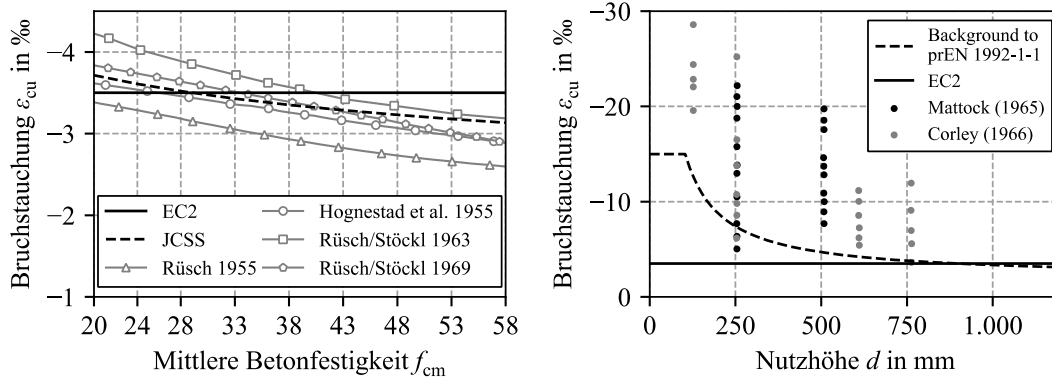 Bruchstauchung εcu in ‰
−4
−3
−2
−1
20 24 28 33 38 43 48 53 58
Mittlere Betonfestigkeit fcm
EC2
JCSS
Rüsch 1955
Hognestad et al. 1955
Rüsch/Stöckl 1963
Rüsch/Stöckl 1969
Bruchstauchung εcu in ‰
−30
−20
−10
0
0 250 500 750 1.000
Nutzhöhe d in mm
Background to
prEN 1992-1-1
EC2
Mattock (1965)
Corley (1966)